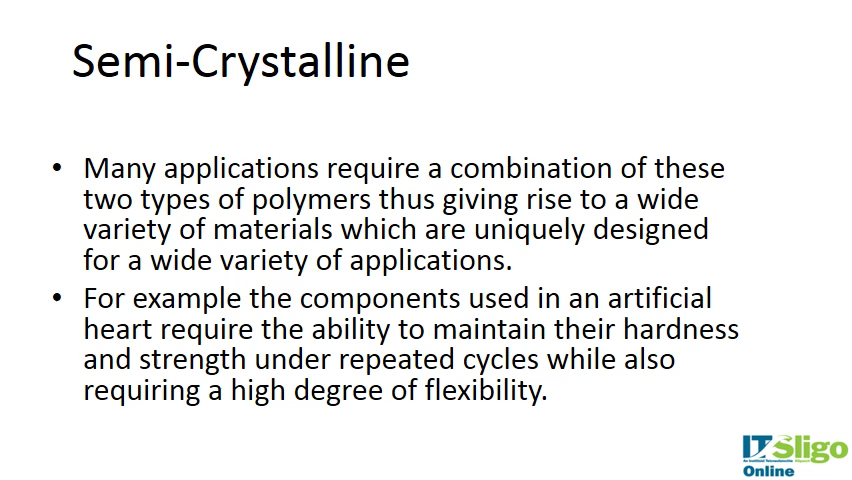 Semi-Crystalline
• Many applications require a combination of these
two types of polymers thus giving rise to a wide
variety of materials which are uniquely designed
for a wide variety of applications.
• For example the components used in an artificial
heart require the ability to maintain their hardness
and strength under repeated cycles while also
requiring a high degree of flexibility.
IT Sligo
Online